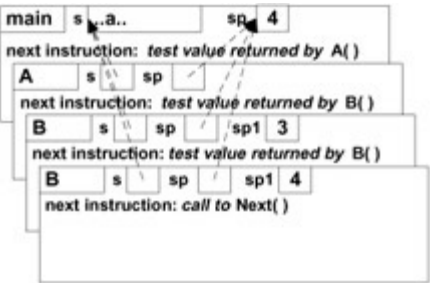 main s ..a.. sp 4
next instruction: test value returned by A( )
A s sp
next instruction: test value returned by B( )
B s sp sp1 3
next instruction: test value returned by B( )
B s sp sp1 4
next instruction: call to Next( )